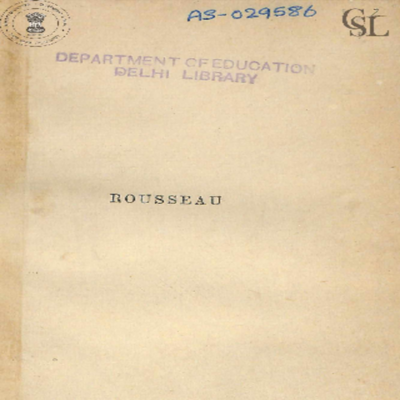 AS-029586
CSL
DEPARTMENT OF EDUCATION
DELHI LIBRARY
ROUSSEAU